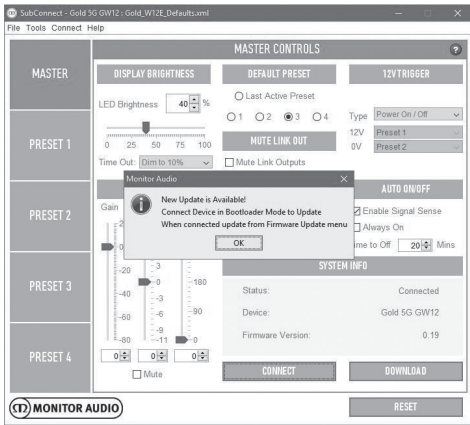 SubConnect - Gold 5G GW12 : Gold_W12E_Defaults.xml
File Tools Connect Help
MASTER CONTROLS ?
MASTER
DISPLAY BRIGHTNESS
LED Brightness 40 %
0 25 50 75 100
Time Out: Dim to 10%
DEFAULT PRESET
Last Active Preset
1 2 3 4
MUTE LINK OUT
Mute Link Outputs
12V TRIGGER
Type Power On / Off
12V Preset 1
0V Preset 2
PRESET 1
PRESET 2
PRESET 3
PRESET 4
Monitor Audio
New Update is Available!
Connect Device in Bootloader Mode to Update
When connected update from Firmware Update menu
OK
Gain
0
-20
-40
-60
-80
3
0
-3
-6
-9
-11
180
90
0
0 0 0
Mute
AUTO ON/OFF
Enable Signal Sense
Always On
to Off 20 Mins
SYSTEM INFO
Status: Connected
Device: Gold 5G GW12
Firmware Version: 0.19
CONNECT
DOWNLOAD
MONITOR AUDIO
RESET